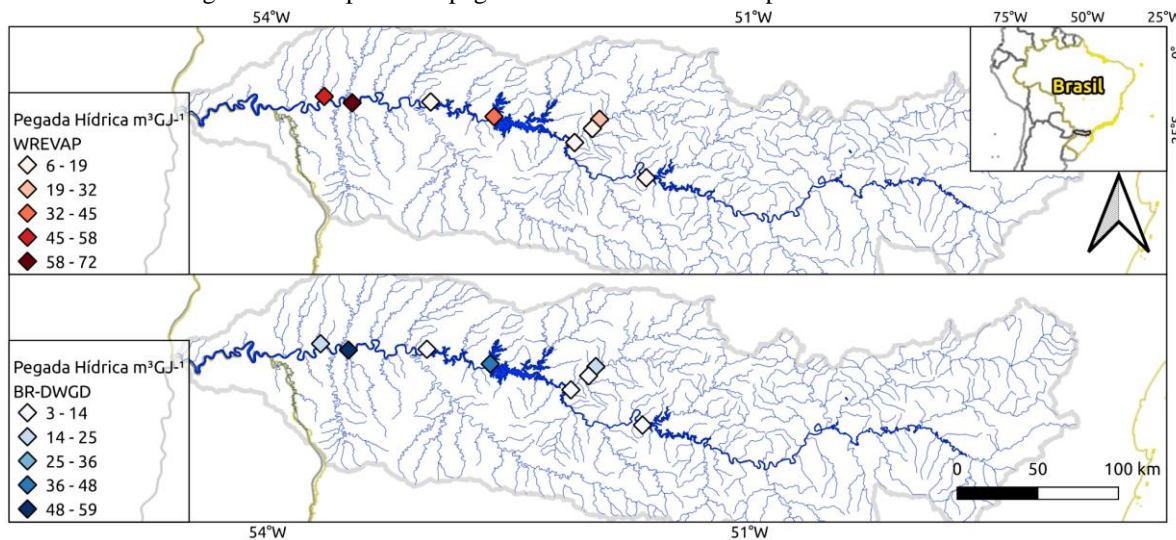 54°W 51°W 75°W 50°W 25°W
0°
Brasil
Pegada Hídrica m³GJ⁻¹
WREVAP
6 - 19
19 - 32
32 - 45
45 - 58
58 - 72
Pegada Hídrica m³GJ⁻¹
BR-DWGD
3 - 14
14 - 25
25 - 36
36 - 48
48 - 59
0 50 100 km
54°W 51°W